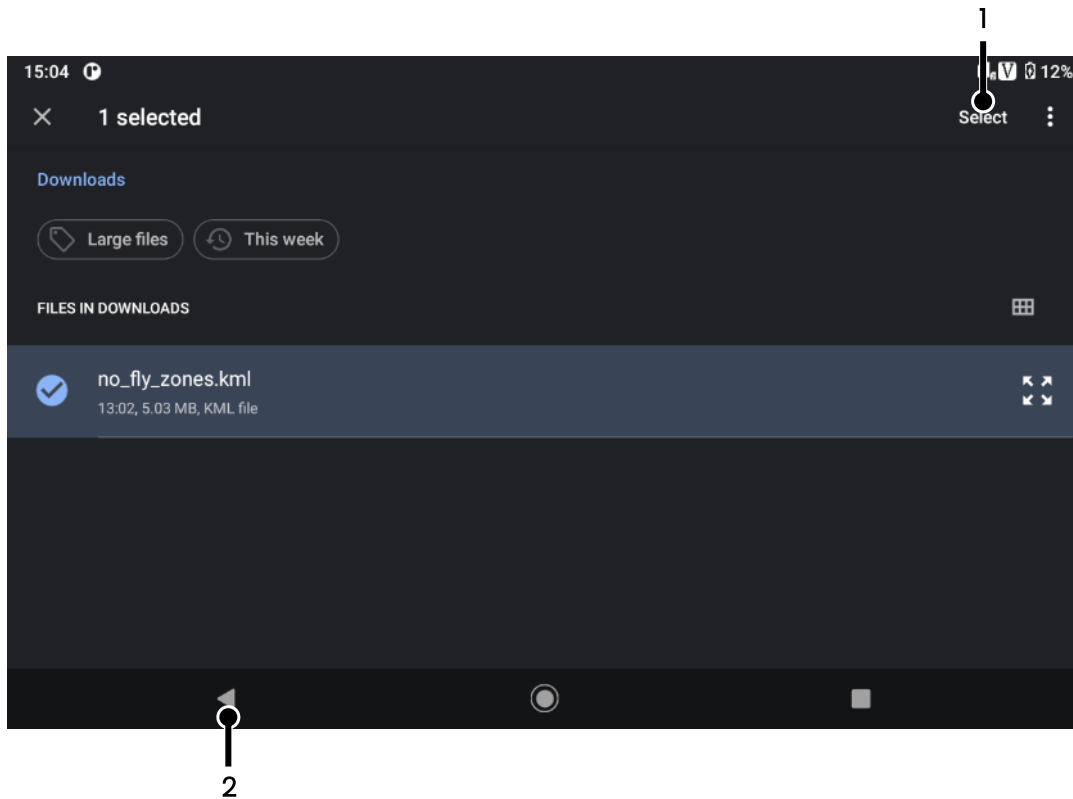 1
15:04 12%
1 selected Select
Downloads
Large files This week
FILES IN DOWNLOADS
no_fly_zones.kml
13:02, 5.03 MB, KML file
2